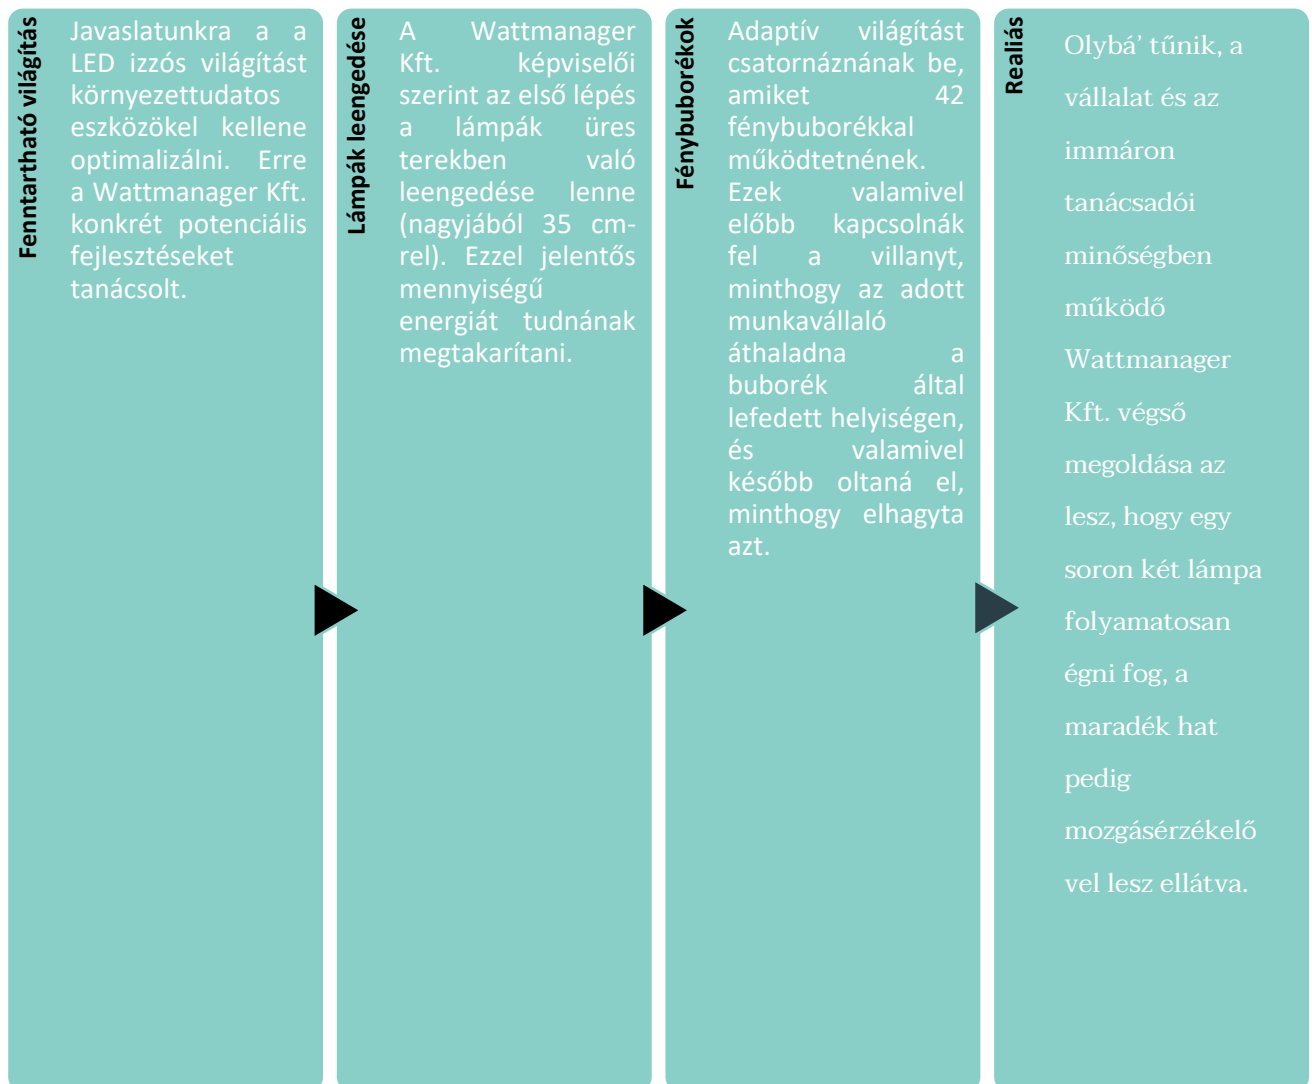 Fenntartható világítás
Javaslatunkra a a
LED izzós világítást
környezettudatos
eszközökel kellene
optimalizálni. Erre
a Wattmanager Kft.
konkrét potenciális
fejlesztéseket
tanácsolt.
Lámpák leengedése
A Wattmanager
Kft. képviselői
szerint az első lépés
a lámpák üres
terekben való
leengedése lenne
(nagyjából 35 cm-
rel). Ezzel jelentős
mennyiségű
energiát tudnának
megtakarítani.
Fénybuborékok
Adaptív világítást
csatornáznának be,
amiket 42
fénybuborékkal
működtetnének.
Ezek valamivel
előbb kapcsolnák
fel a villanyt,
minthogy az adott
munkavállaló
áthaladna a
buborék által
lefedett helyiségen,
és valamivel
később oltaná el,
minthogy elhagyta
azt.
Realiás
Olybá’ tűnik, a
vállalat és az
immáron
tanácsadói
minőségben
működő
Wattmanager
Kft. végső
megoldása az
lesz, hogy egy
soron két lámpa
folyamatosan
égni fog, a
maradék hat
pedig
mozgásérzékelő
vel lesz ellátva.